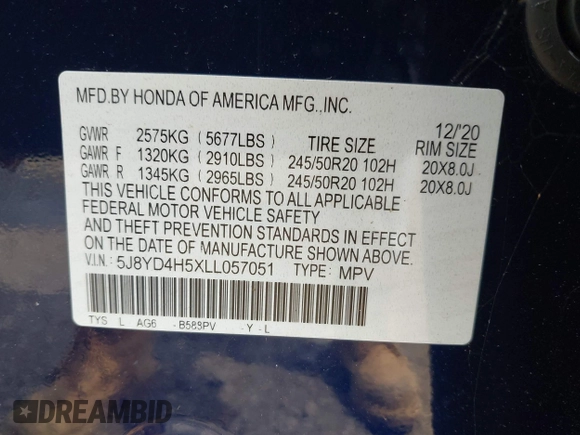 MFD.BY HONDA OF AMERICA MFG.,INC.
12/'20
GVWR 2575KG (5677LBS) TIRE SIZE RIM SIZE
GAWR F 1320KG (2910LBS) 245/50R20 102H 20X8.0J
GAWR R 1345KG (2965LBS) 245/50R20 102H 20X8.0J
THIS VEHICLE CONFORMS TO ALL APPLICABLE
FEDERAL MOTOR VEHICLE SAFETY
AND THEFT PREVENTION STANDARDS IN EFFECT
ON THE DATE OF MANUFACTURE SHOWN ABOVE.
V.I.N.: 5J8YD4H5XLL057051 TYPE: MPV
TYS L AG6 -B588PV -Y-L
DREAMBID